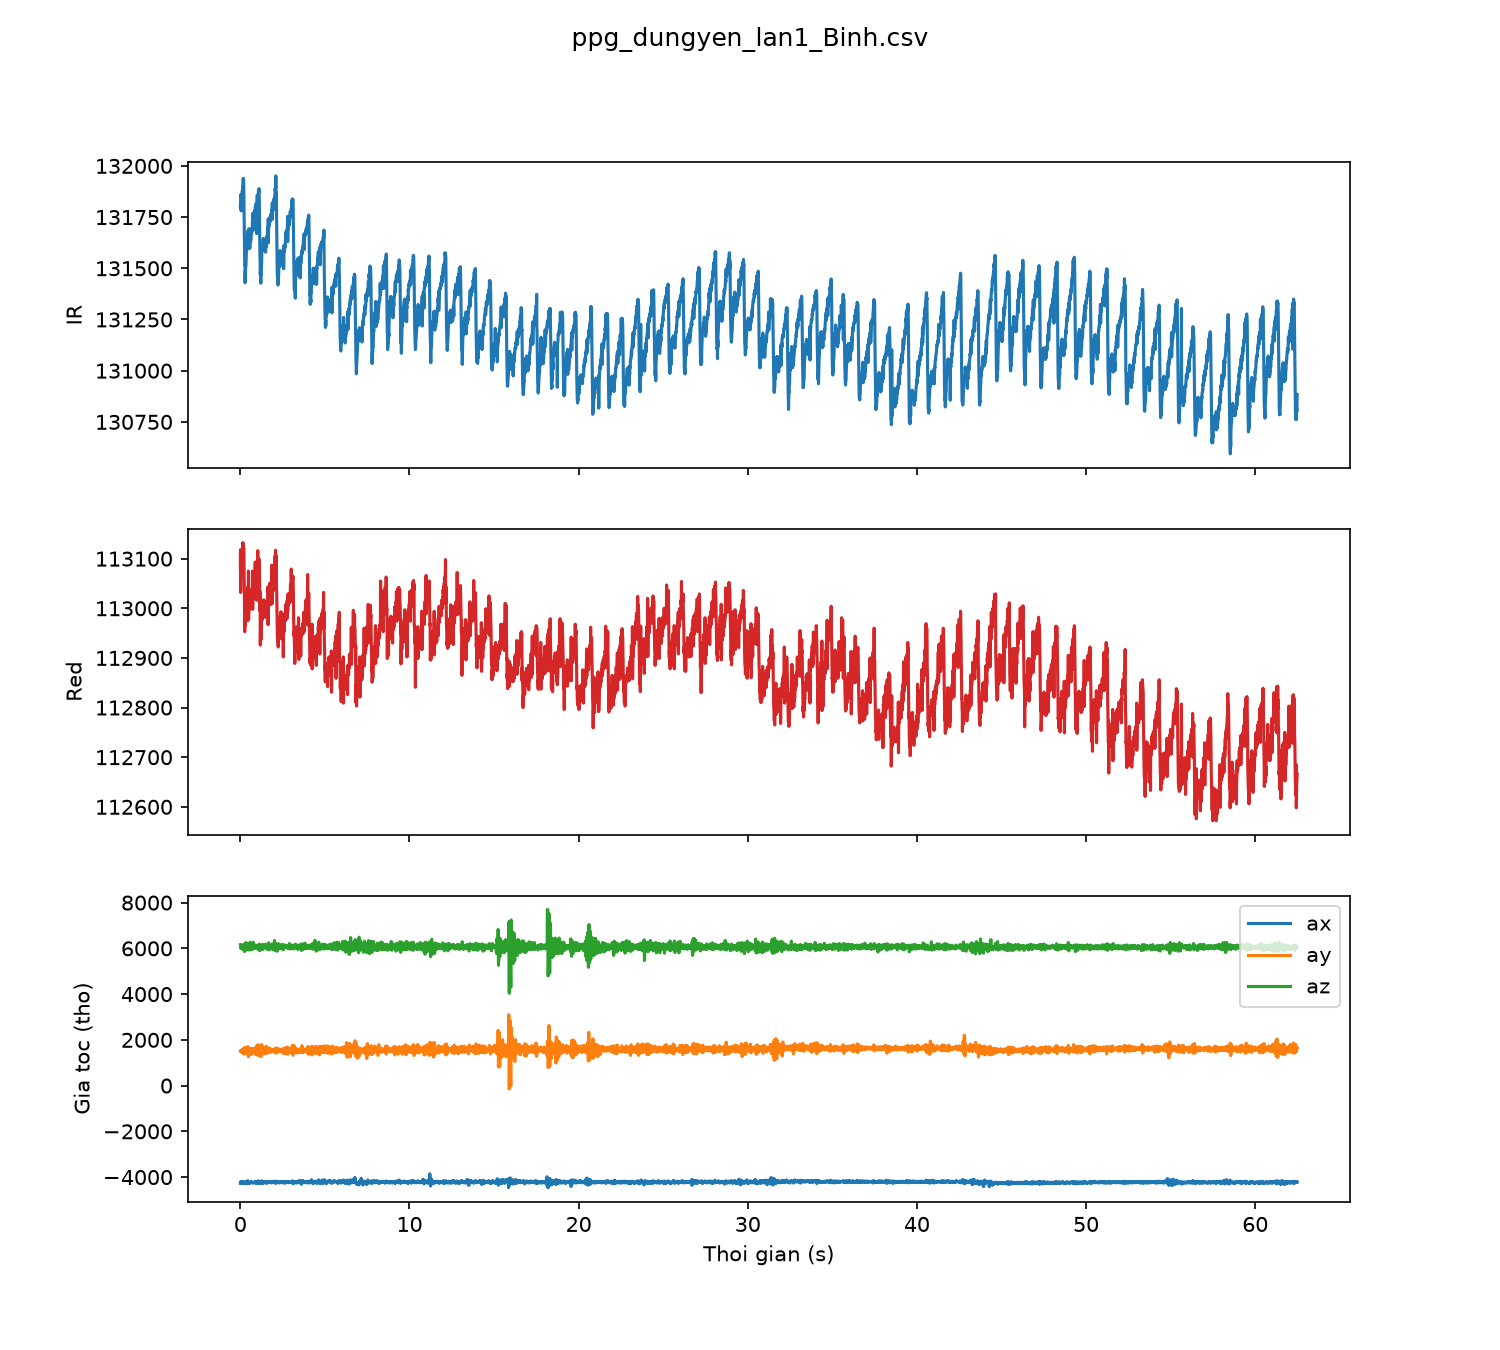 ppg_dungyen_lan1_Binh.csv
132000
131750
131500
131250
131000
130750
IR
113100
113000
112900
112800
112700
112600
Red
8000
6000
4000
2000
0
−2000
−4000
Gia toc (tho)
ax
ay
az
0 10 20 30 40 50 60
Thoi gian (s)